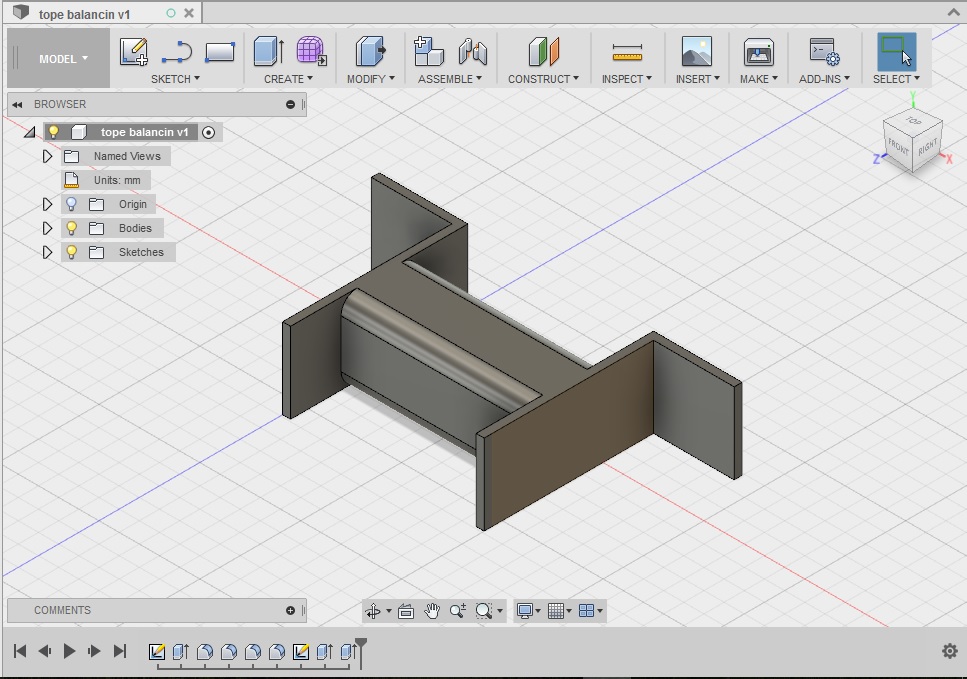 tope balancin v1
MODEL
SKETCH
CREATE
MODIFY
ASSEMBLE
CONSTRUCT
INSPECT
INSERT
MAKE
ADD-INS
SELECT
BROWSER
tope balancin v1
Named Views
Units: mm
Origin
Bodies
Sketches
Y
TOP
FRONT
RIGHT
Z
X
COMMENTS